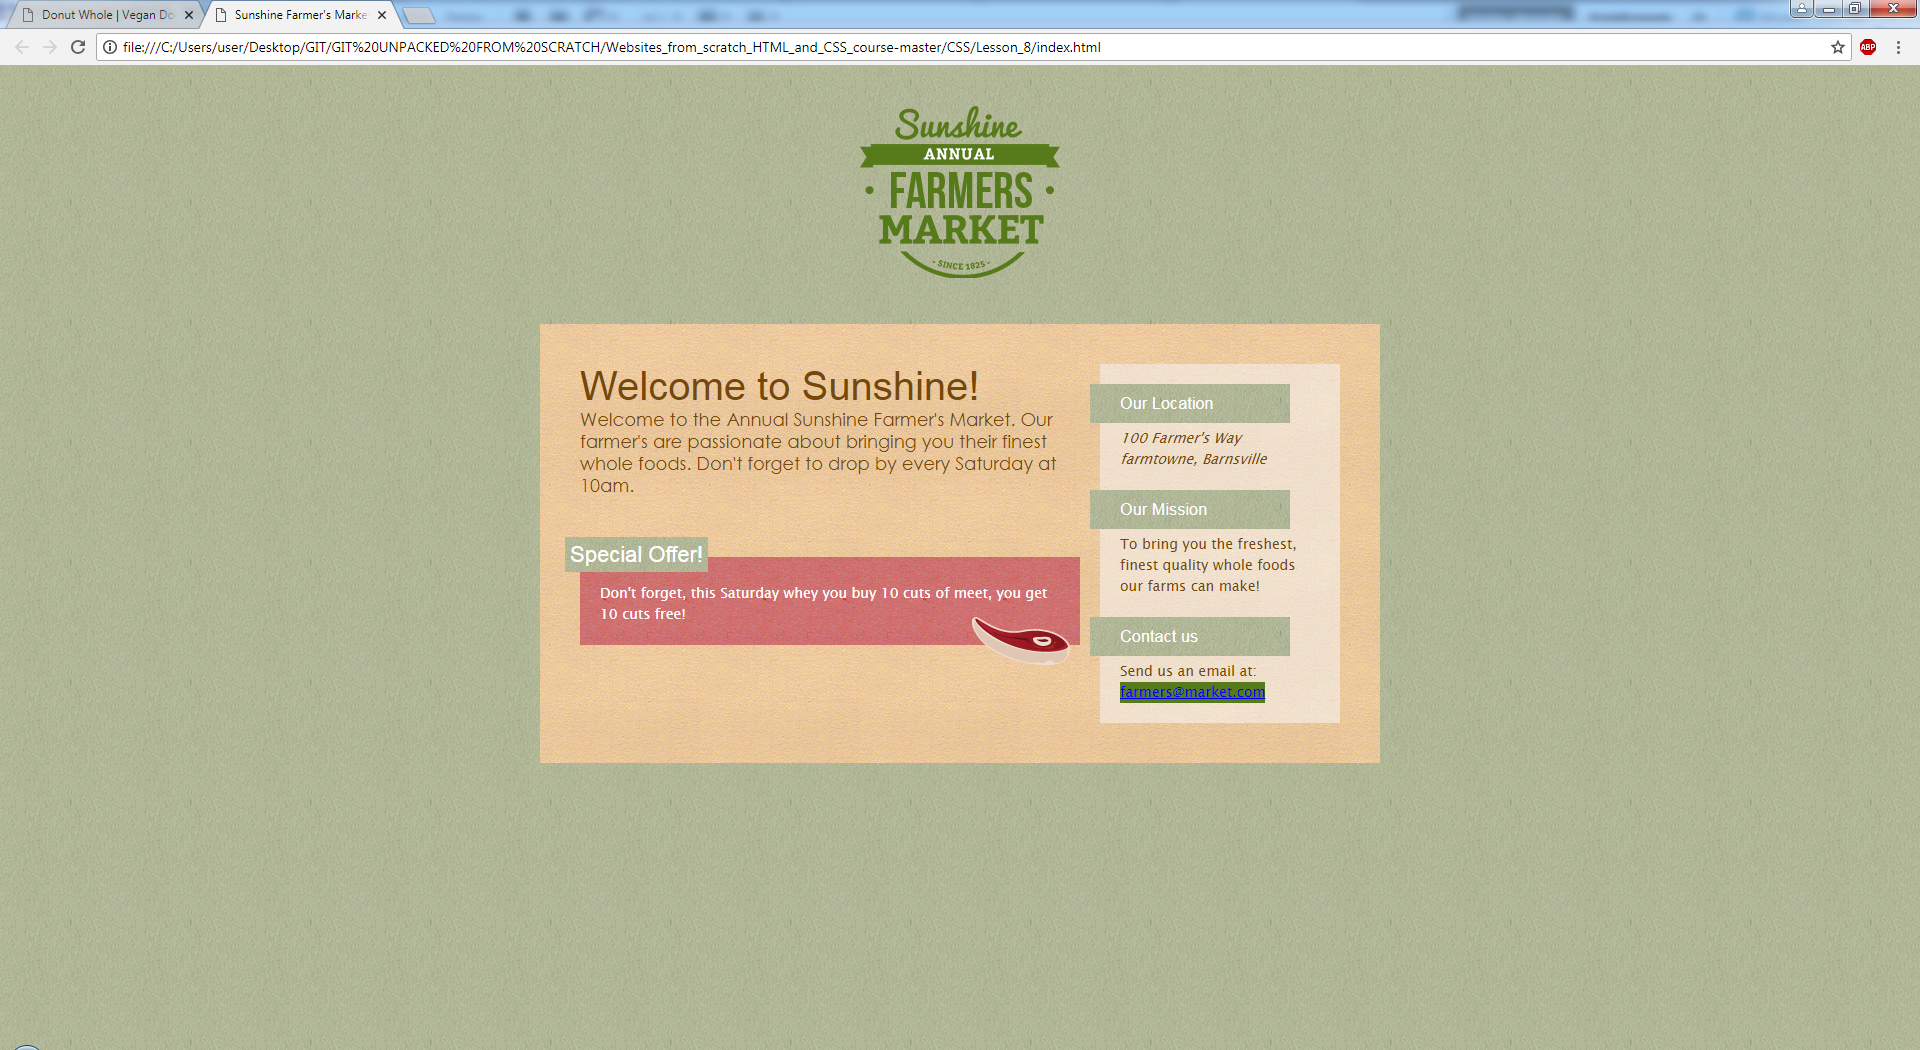 Donut Whole | Vegan Do
Sunshine Farmer's Marke
file:///C:/Users/user/Desktop/GIT/GIT%20UNPACKED%20FROM%20SCRATCH/Websites_from_scratch_HTML_and_CSS_course-master/CSS/Lesson_8/index.html
ABP
Sunshine
ANNUAL
FARMERS
MARKET
- SINCE 1825 -
Welcome to Sunshine!
Welcome to the Annual Sunshine Farmer's Market. Our
farmer's are passionate about bringing you their finest
whole foods. Don't forget to drop by every Saturday at
10am.
Special Offer!
Don't forget, this Saturday whey you buy 10 cuts of meet, you get
10 cuts free!
Our Location
100 Farmer's Way
farmtowne, Barnsville
Our Mission
To bring you the freshest,
finest quality whole foods
our farms can make!
Contact us
Send us an email at:
farmers@market.com